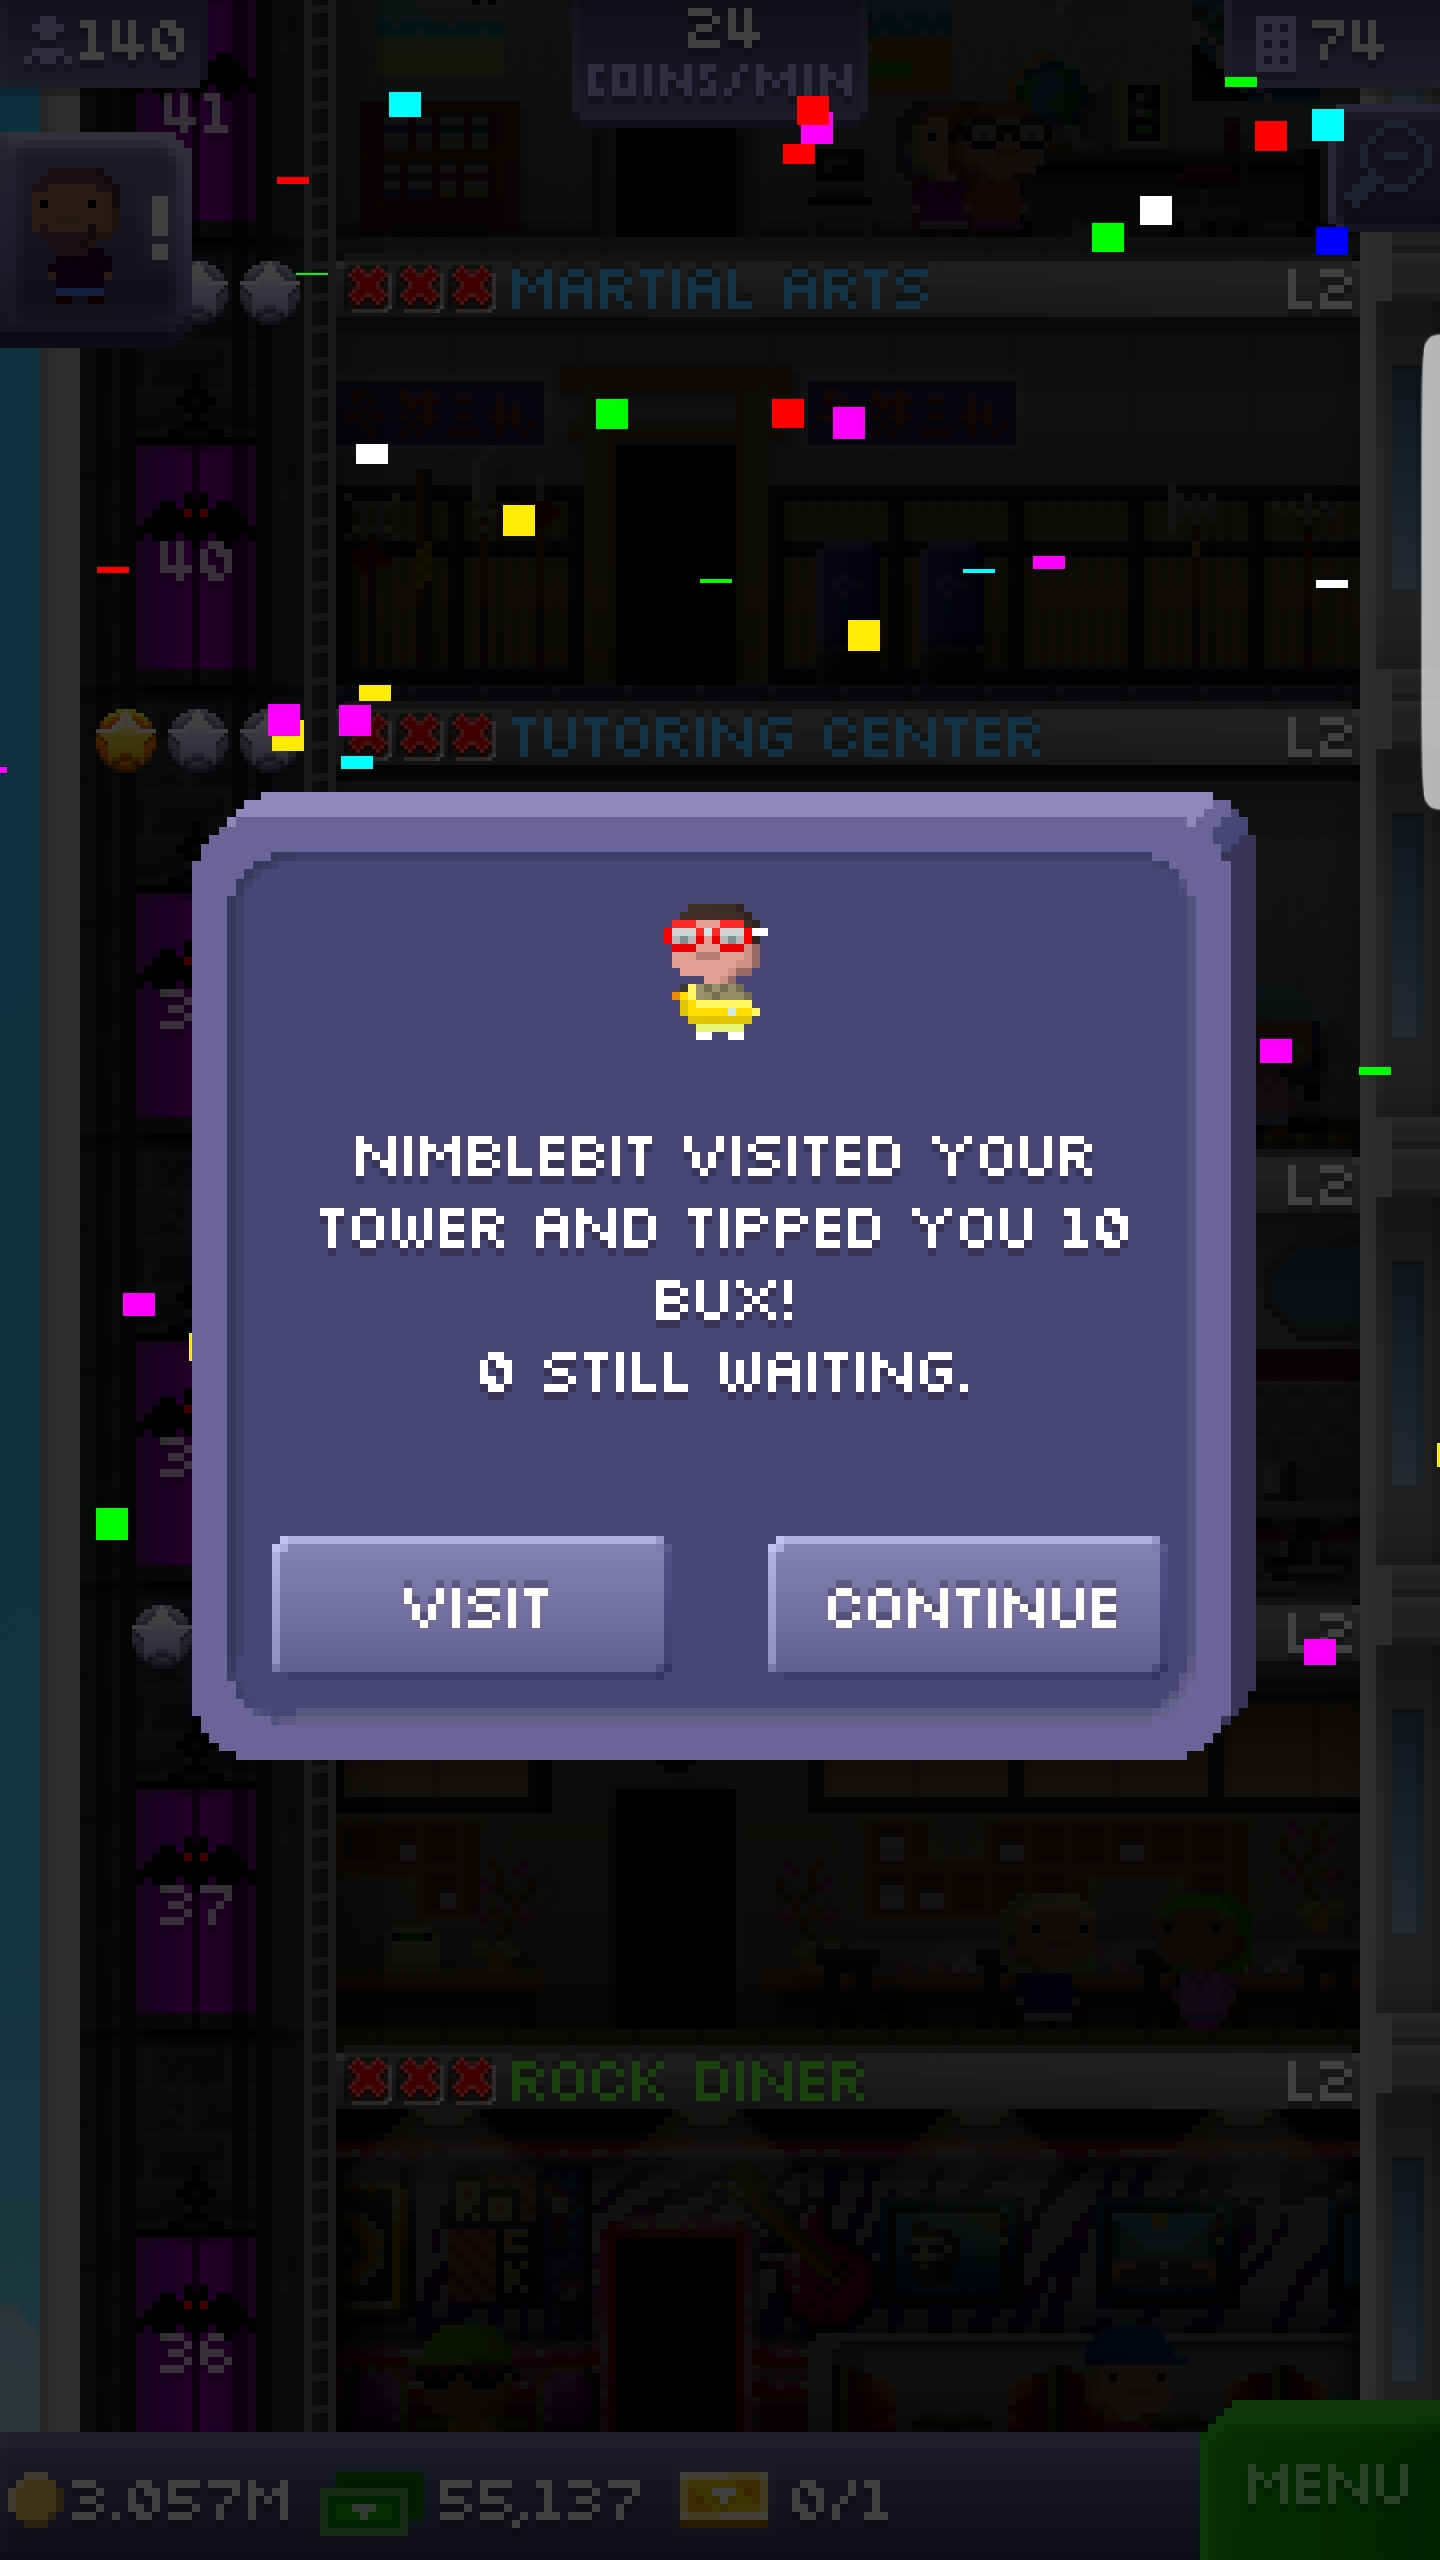 140
24
COINS/MIN
74
41
MARTIAL ARTS L2
40
TUTORING CENTER L2
3
L2
NIMBLEBIT VISITED YOUR
TOWER AND TIPPED YOU 10
BUX!
0 STILL WAITING.
3
VISIT CONTINUE
L2
37
ROCK DINER L2
36
3.057M 55,137 0/1 MENU